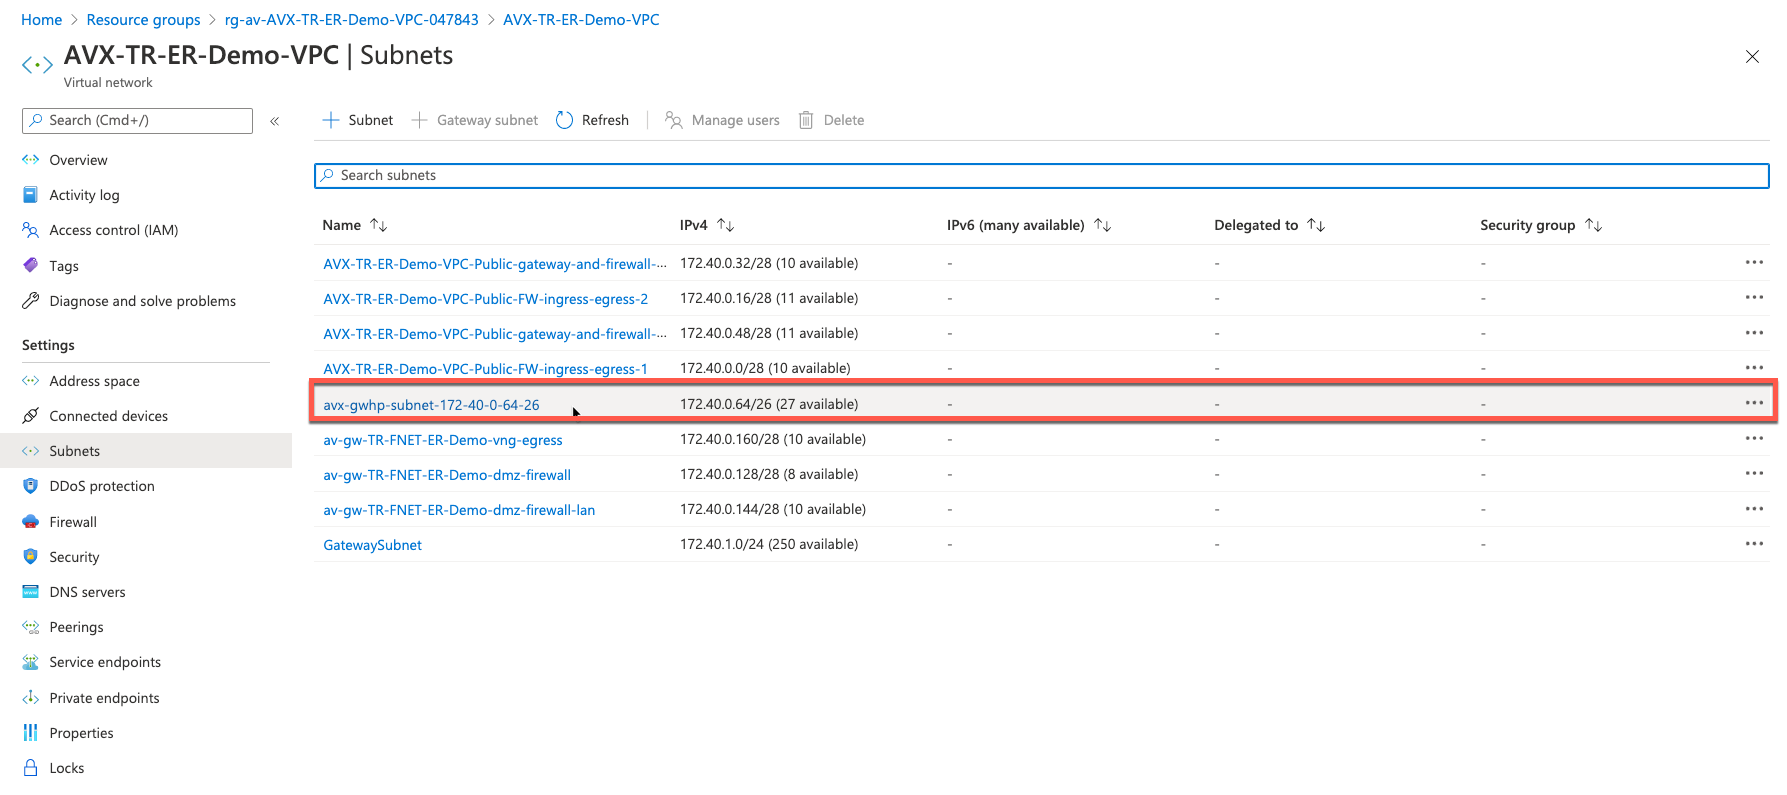 Home > Resource groups > rg-av-AVX-TR-ER-Demo-VPC-047843 > AVX-TR-ER-Demo-VPC
AVX-TR-ER-Demo-VPC | Subnets
Virtual network
Search (Cmd+/) «
Overview
Activity log
Access control (IAM)
Tags
Diagnose and solve problems
Settings
Address space
Connected devices
Subnets
DDoS protection
Firewall
Security
DNS servers
Peerings
Service endpoints
Private endpoints
Properties
Locks
+ Subnet + Gateway subnet Refresh Manage users Delete
Search subnets
Name ↑↓ IPv4 ↑↓ IPv6 (many available) ↑↓ Delegated to ↑↓ Security group ↑↓
AVX-TR-ER-Demo-VPC-Public-gateway-and-firewall-... 172.40.0.32/28 (10 available) - - - ...
AVX-TR-ER-Demo-VPC-Public-FW-ingress-egress-2 172.40.0.16/28 (11 available) - - - ...
AVX-TR-ER-Demo-VPC-Public-gateway-and-firewall-... 172.40.0.48/28 (11 available) - - - ...
AVX-TR-ER-Demo-VPC-Public-FW-ingress-egress-1 172.40.0.0/28 (10 available) - - - ...
avx-gwhp-subnet-172-40-0-64-26 172.40.0.64/26 (27 available) - - - ...
av-gw-TR-FNET-ER-Demo-vng-egress 172.40.0.160/28 (10 available) - - - ...
av-gw-TR-FNET-ER-Demo-dmz-firewall 172.40.0.128/28 (8 available) - - - ...
av-gw-TR-FNET-ER-Demo-dmz-firewall-lan 172.40.0.144/28 (10 available) - - - ...
GatewaySubnet 172.40.1.0/24 (250 available) - - - ...